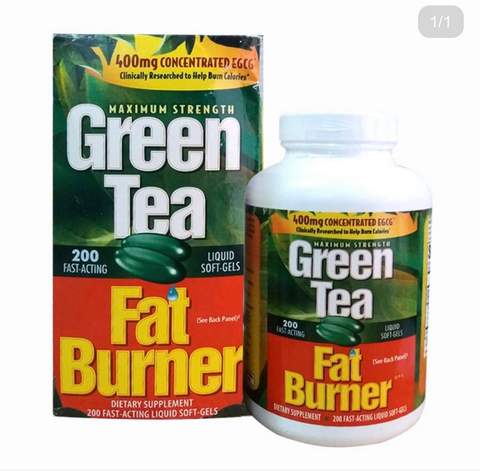 1/1
400mg CONCENTRATED EGCG
Clinically Researched to Help Burn Calories*
MAXIMUM STRENGTH
Green
Tea
200
FAST-ACTING
LIQUID
SOFT-GELS
Fat
(See Back Panel)*
Burner
DIETARY SUPPLEMENT
200 FAST-ACTING LIQUID SOFT-GELS
400mg CONCENTRATED EGCG
Clinically Researched to Help Burn Calories*
MAXIMUM STRENGTH
Green
Tea
200
FAST-ACTING
LIQUID
SOFT-GELS
Fat
(See Back Panel)*
Burner
DIETARY SUPPLEMENT 200 FAST-ACTING LIQUID SOFT-GELS